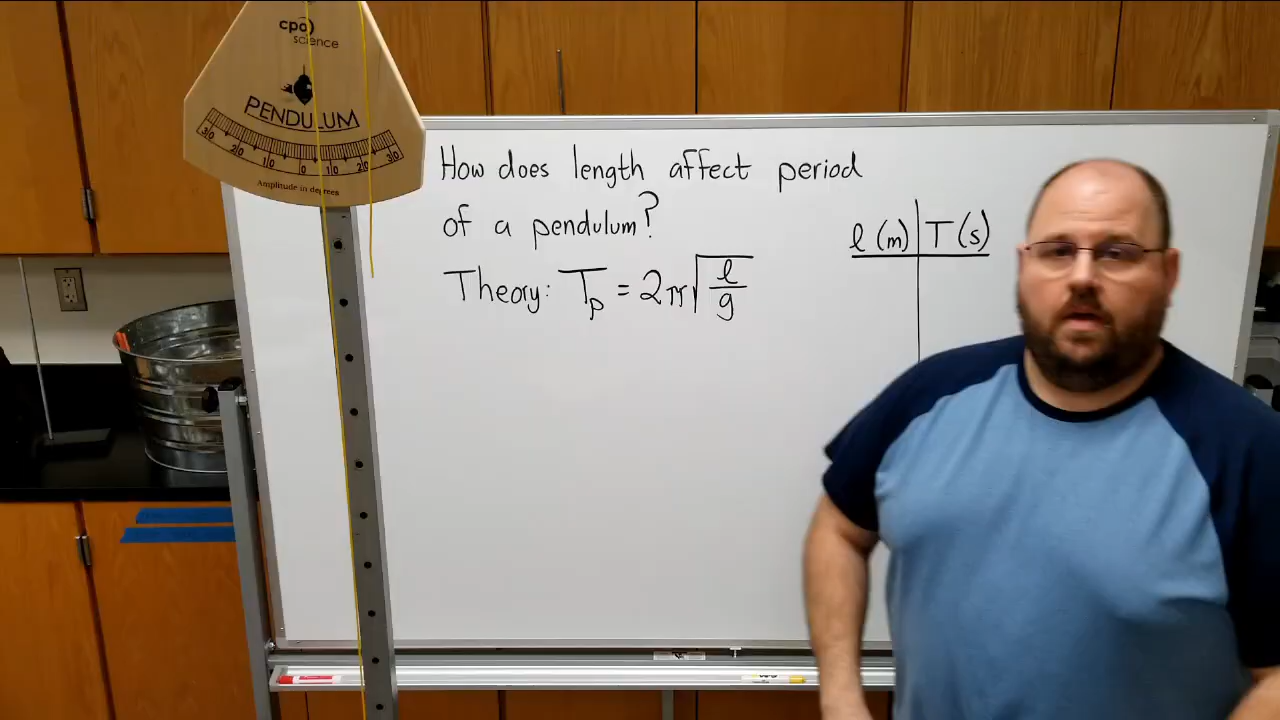 cpo
science
PENDULUM
30 20 10 0 10 20 30
Amplitude in degrees
How does length affect period
of a pendulum?
l (m) T (s)
Theory: Tp = 2π√(l/g)